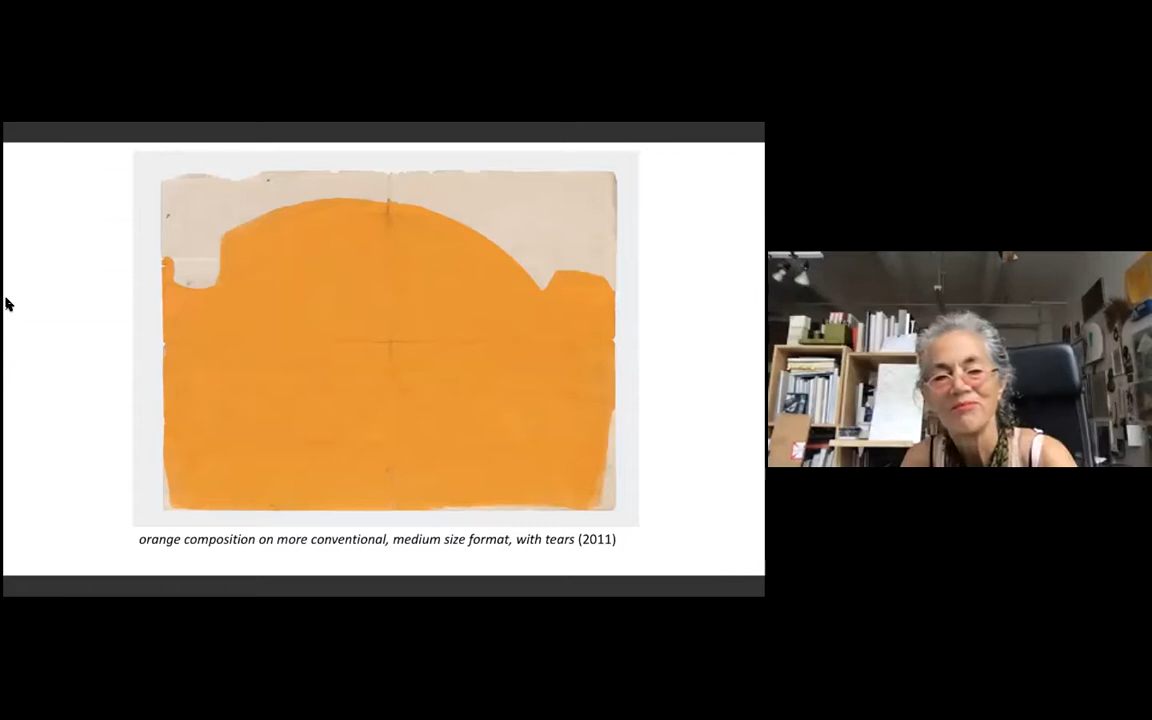 orange composition on more conventional, medium size format, with tears (2011)